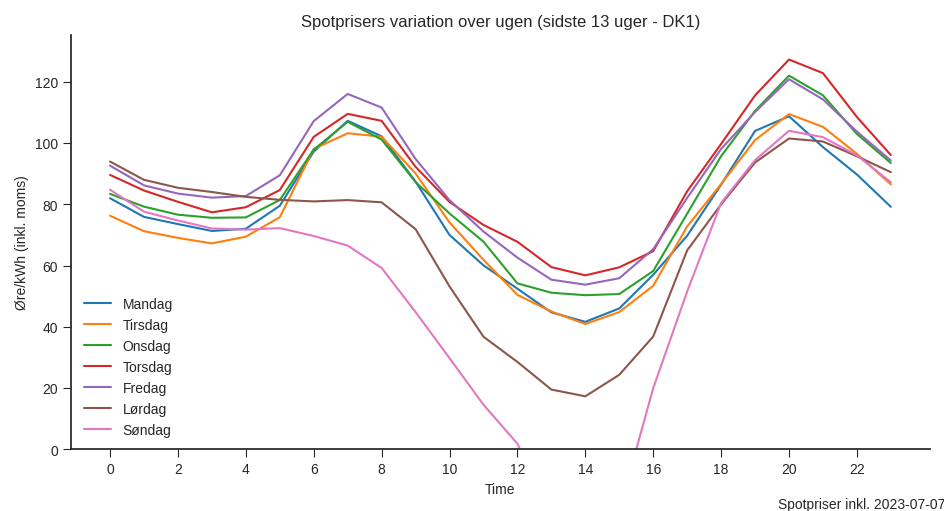 Spotprisers variation over ugen (sidste 13 uger - DK1)
Øre/kWh (inkl. moms)
120
100
80
60
40
20
0
Mandag
Tirsdag
Onsdag
Torsdag
Fredag
Lørdag
Søndag
0 2 4 6 8 10 12 14 16 18 20 22
Time
Spotpriser inkl. 2023-07-07